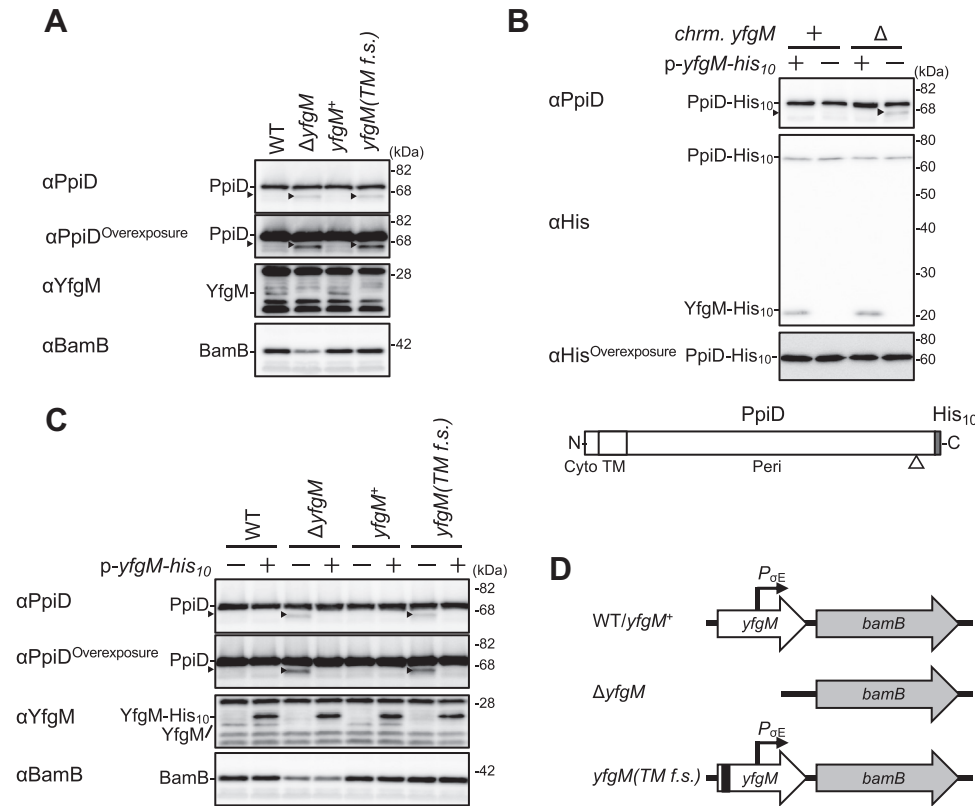 A
WT
ΔyfgM
yfgM⁺
yfgM(TM f.s.)
(kDa)
αPpiD
PpiD
82
68
αPpiDOverexposure
PpiD
82
68
αYfgM
YfgM
28
αBamB
BamB
42
B
chrm. yfgM + Δ
p-yfgM-his₁₀ + — + —
(kDa)
αPpiD
PpiD-His₁₀
82
68
αHis
PpiD-His₁₀
YfgM-His₁₀
80
60
50
40
30
20
αHisOverexposure
PpiD-His₁₀
80
60
PpiD
His₁₀
N
C
Cyto TM
Peri
C
WT
ΔyfgM
yfgM⁺
yfgM(TM f.s.)
p-yfgM-his₁₀ — + — + — + — +
(kDa)
αPpiD
PpiD
82
68
αPpiDOverexposure
PpiD
82
68
αYfgM
YfgM-His₁₀
YfgM
28
αBamB
BamB
42
D
PσE
WT/yfgM⁺
yfgM
bamB
ΔyfgM
bamB
PσE
yfgM(TM f.s.)
yfgM
bamB